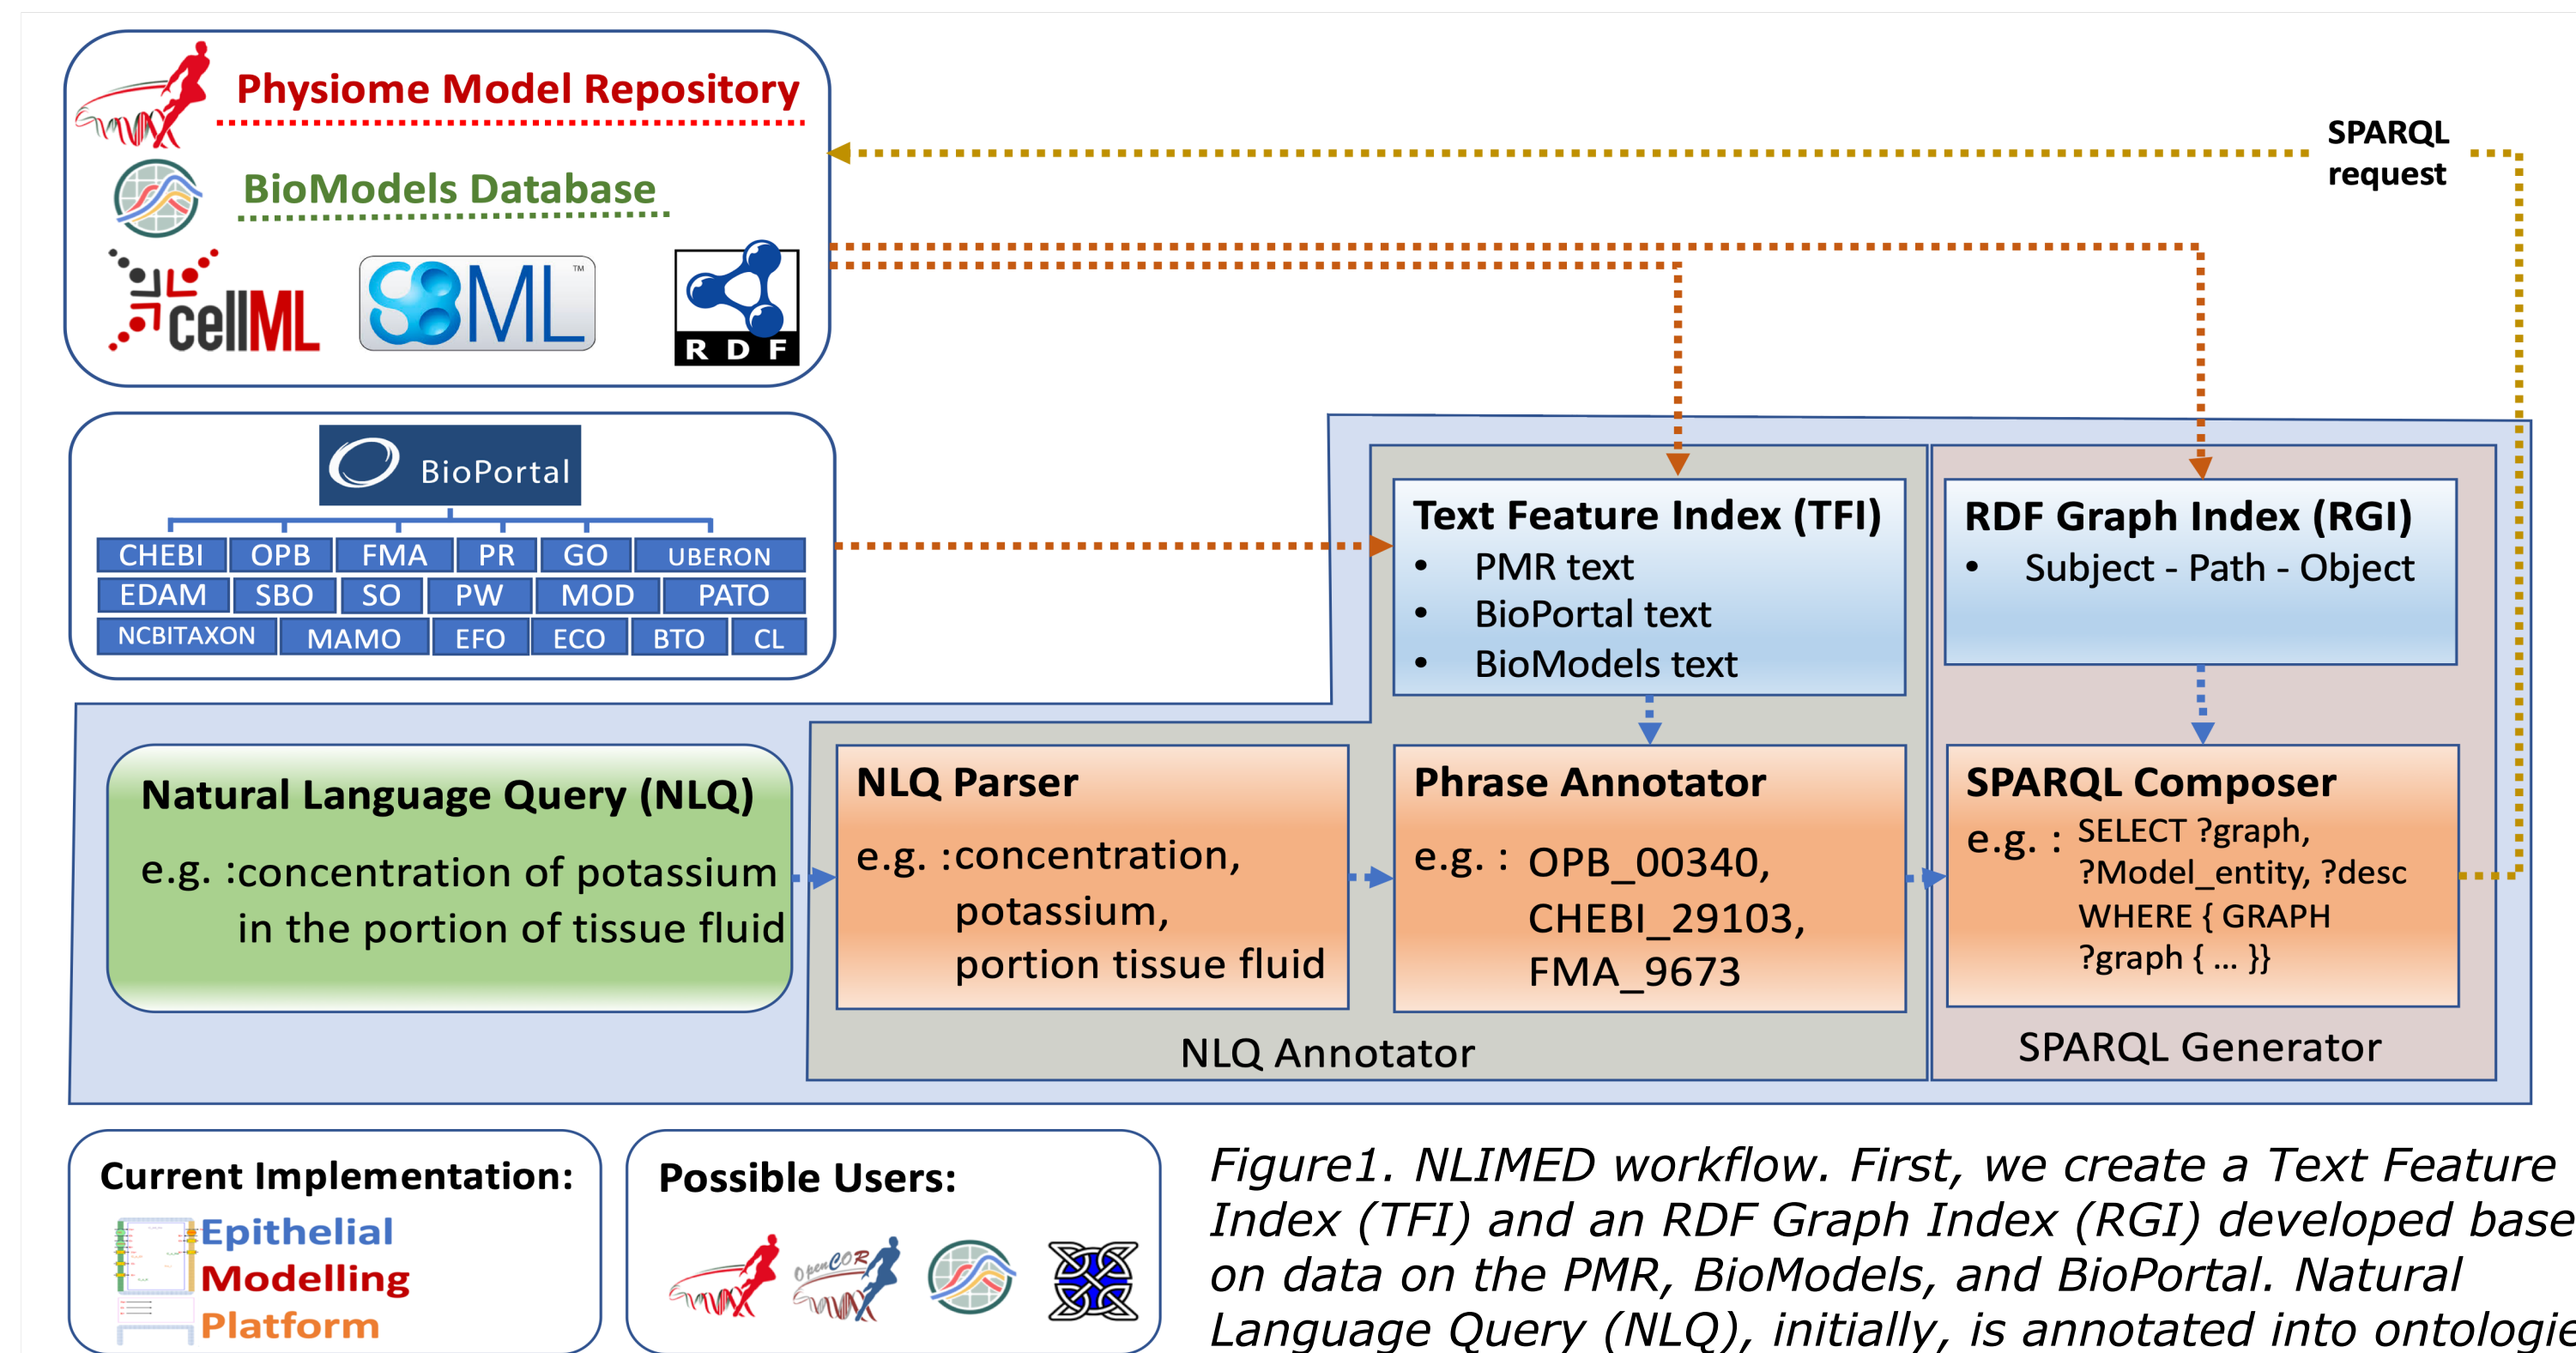 Physiome Model Repository
BioModels Database
cellML
SBML™
RDF
SPARQL
request
BioPortal
CHEBI OPB FMA PR GO UBERON
EDAM SBO SO PW MOD PATO
NCBITAXON MAMO EFO ECO BTO CL
Text Feature Index (TFI)
• PMR text
• BioPortal text
• BioModels text
RDF Graph Index (RGI)
• Subject - Path - Object
Natural Language Query (NLQ)
e.g. :concentration of potassium
in the portion of tissue fluid
NLQ Parser
e.g. :concentration,
potassium,
portion tissue fluid
Phrase Annotator
e.g. : OPB_00340,
CHEBI_29103,
FMA_9673
SPARQL Composer
e.g. : SELECT ?graph,
?Model_entity, ?desc
WHERE { GRAPH
?graph { ... }}
NLQ Annotator
SPARQL Generator
Current Implementation:
Epithelial
Modelling
Platform
Possible Users:
OpenCOR
Figure1. NLIMED workflow. First, we create a Text Feature
Index (TFI) and an RDF Graph Index (RGI) developed base
on data on the PMR, BioModels, and BioPortal. Natural
Language Query (NLQ), initially, is annotated into ontologie